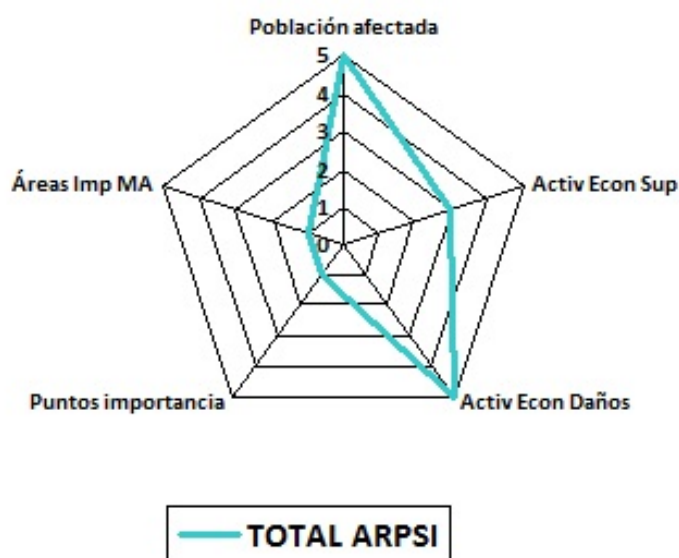 Población afectada
5
4
3
2
1
0
Áreas Imp MA
Activ Econ Sup
Puntos importancia
Activ Econ Daños
TOTAL ARPSI